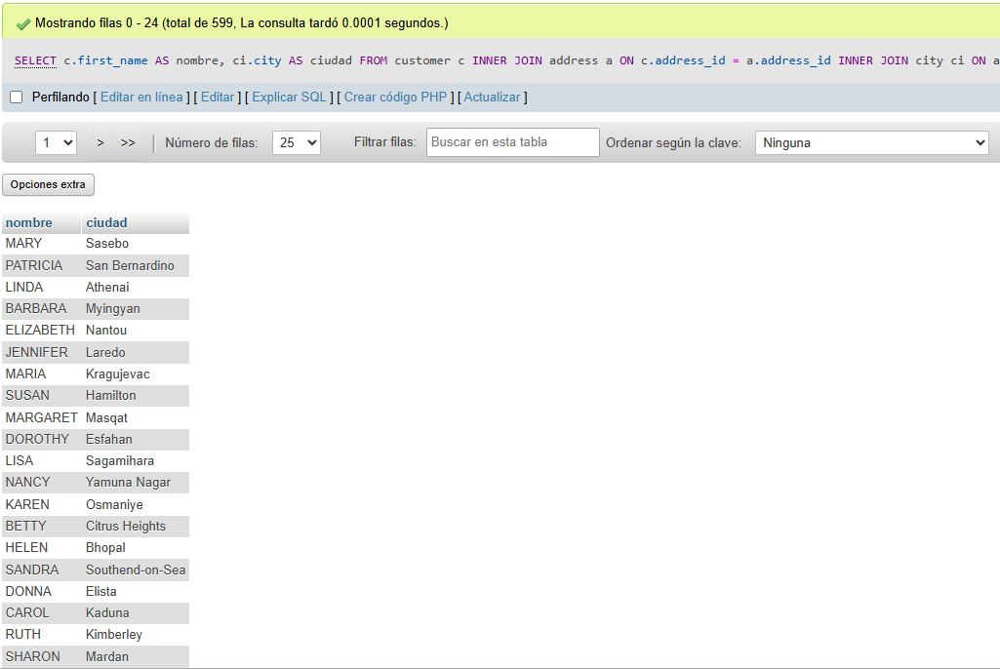 Mostrando filas 0 - 24 (total de 599, La consulta tardó 0.0001 segundos.)
SELECT c.first_name AS nombre, ci.city AS ciudad FROM customer c INNER JOIN address a ON c.address_id = a.address_id INNER JOIN city ci ON a
Perfilando [ Editar en línea ] [ Editar ] [ Explicar SQL ] [ Crear código PHP ] [ Actualizar ]
1 > >> | Número de filas: 25 Filtrar filas: Buscar en esta tabla Ordenar según la clave: Ninguna
Opciones extra
nombre ciudad
MARY Sasebo
PATRICIA San Bernardino
LINDA Athenai
BARBARA Myingyan
ELIZABETH Nantou
JENNIFER Laredo
MARIA Kragujevac
SUSAN Hamilton
MARGARET Masqat
DOROTHY Esfahan
LISA Sagamihara
NANCY Yamuna Nagar
KAREN Osmaniye
BETTY Citrus Heights
HELEN Bhopal
SANDRA Southend-on-Sea
DONNA Elista
CAROL Kaduna
RUTH Kimberley
SHARON Mardan